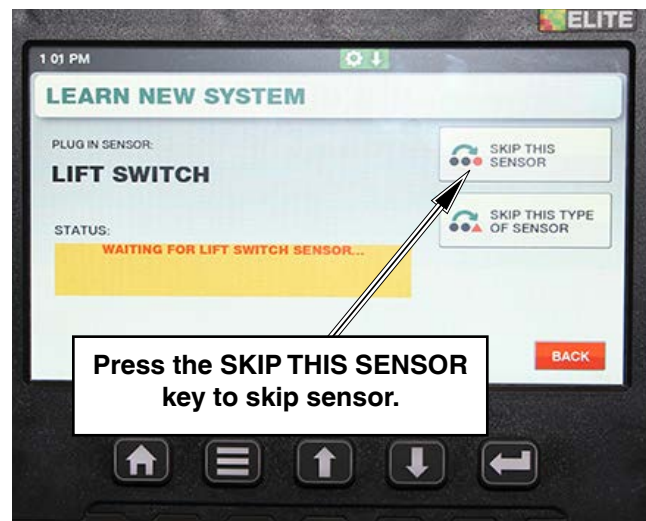 ELITE
1 01 PM
LEARN NEW SYSTEM
PLUG IN SENSOR:
LIFT SWITCH
STATUS:
WAITING FOR LIFT SWITCH SENSOR...
SKIP THIS
SENSOR
SKIP THIS TYPE
OF SENSOR
Press the SKIP THIS SENSOR
key to skip sensor.
BACK